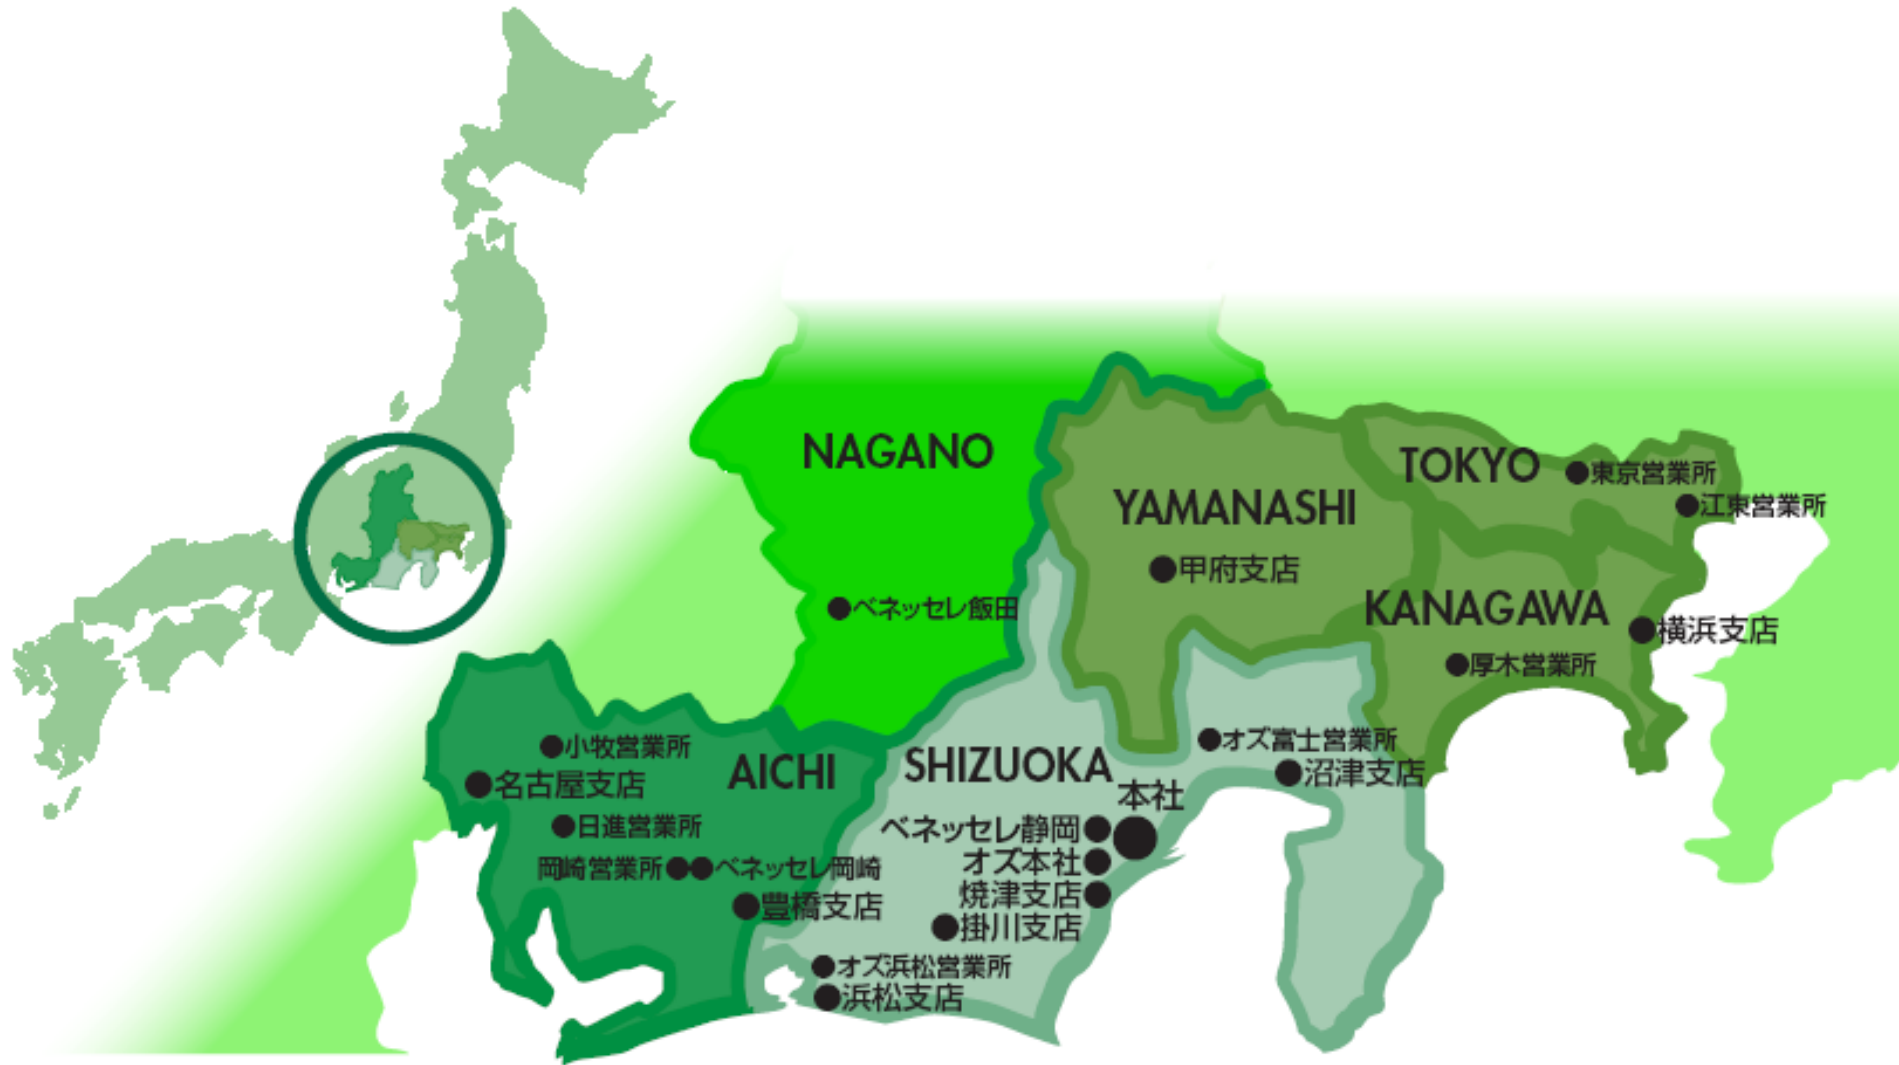 NAGANO
TOKYO
東京営業所
YAMANASHI
江東営業所
甲府支店
ベネッセレ飯田
KANAGAWA
横浜支店
厚木営業所
小牧営業所
オズ富士営業所
AICHI
SHIZUOKA
名古屋支店
沼津支店
本社
日進営業所
ベネッセレ静岡
岡崎営業所
ベネッセレ岡崎
オズ本社
焼津支店
豊橋支店
掛川支店
オズ浜松営業所
浜松支店